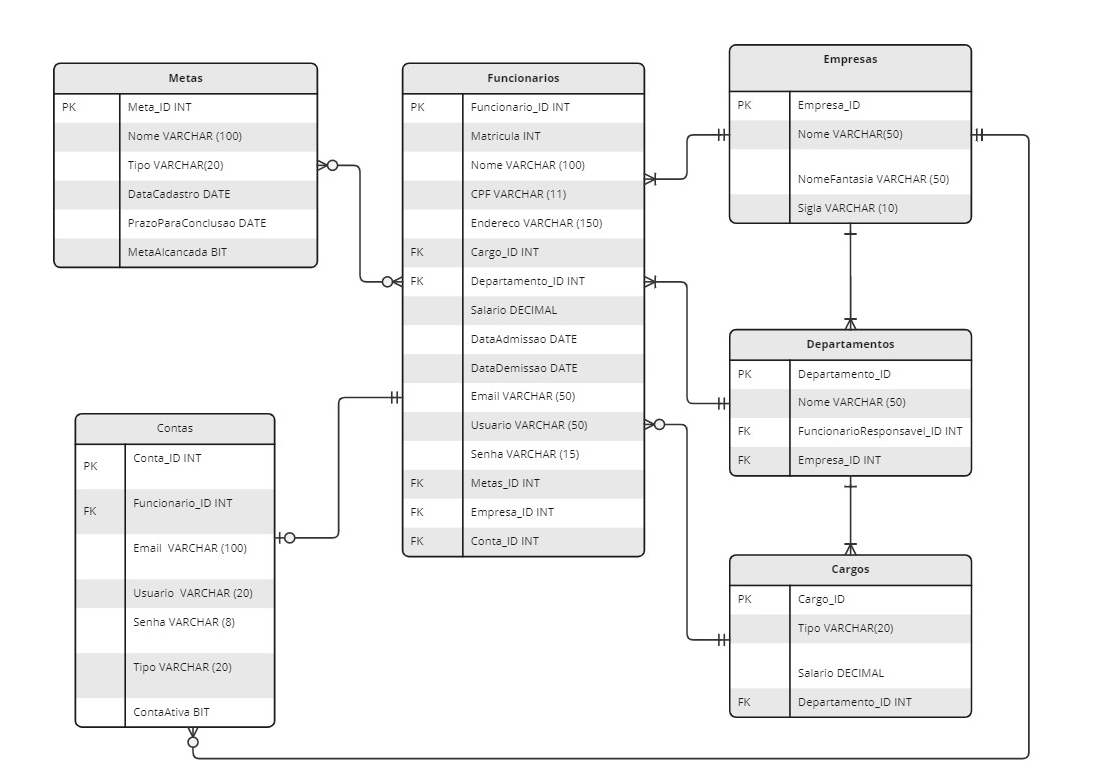 Metas
PK Meta_ID INT
Nome VARCHAR (100)
Tipo VARCHAR(20)
DataCadastro DATE
PrazoParaConclusao DATE
MetaAlcancada BIT
Funcionarios
PK Funcionario_ID INT
Matricula INT
Nome VARCHAR (100)
CPF VARCHAR (11)
Endereco VARCHAR (150)
FK Cargo_ID INT
FK Departamento_ID INT
Salario DECIMAL
DataAdmissao DATE
DataDemissao DATE
Email VARCHAR (50)
Usuario VARCHAR (50)
Senha VARCHAR (15)
FK Metas_ID INT
FK Empresa_ID INT
FK Conta_ID INT
Empresas
PK Empresa_ID
Nome VARCHAR(50)
NomeFantasia VARCHAR (50)
Sigla VARCHAR (10)
Departamentos
PK Departamento_ID
Nome VARCHAR (50)
FK FuncionarioResponsavel_ID INT
FK Empresa_ID INT
Contas
PK Conta_ID INT
FK Funcionario_ID INT
Email VARCHAR (100)
Usuario VARCHAR (20)
Senha VARCHAR (8)
Tipo VARCHAR (20)
ContaAtiva BIT
Cargos
PK Cargo_ID
Tipo VARCHAR(20)
Salario DECIMAL
FK Departamento_ID INT